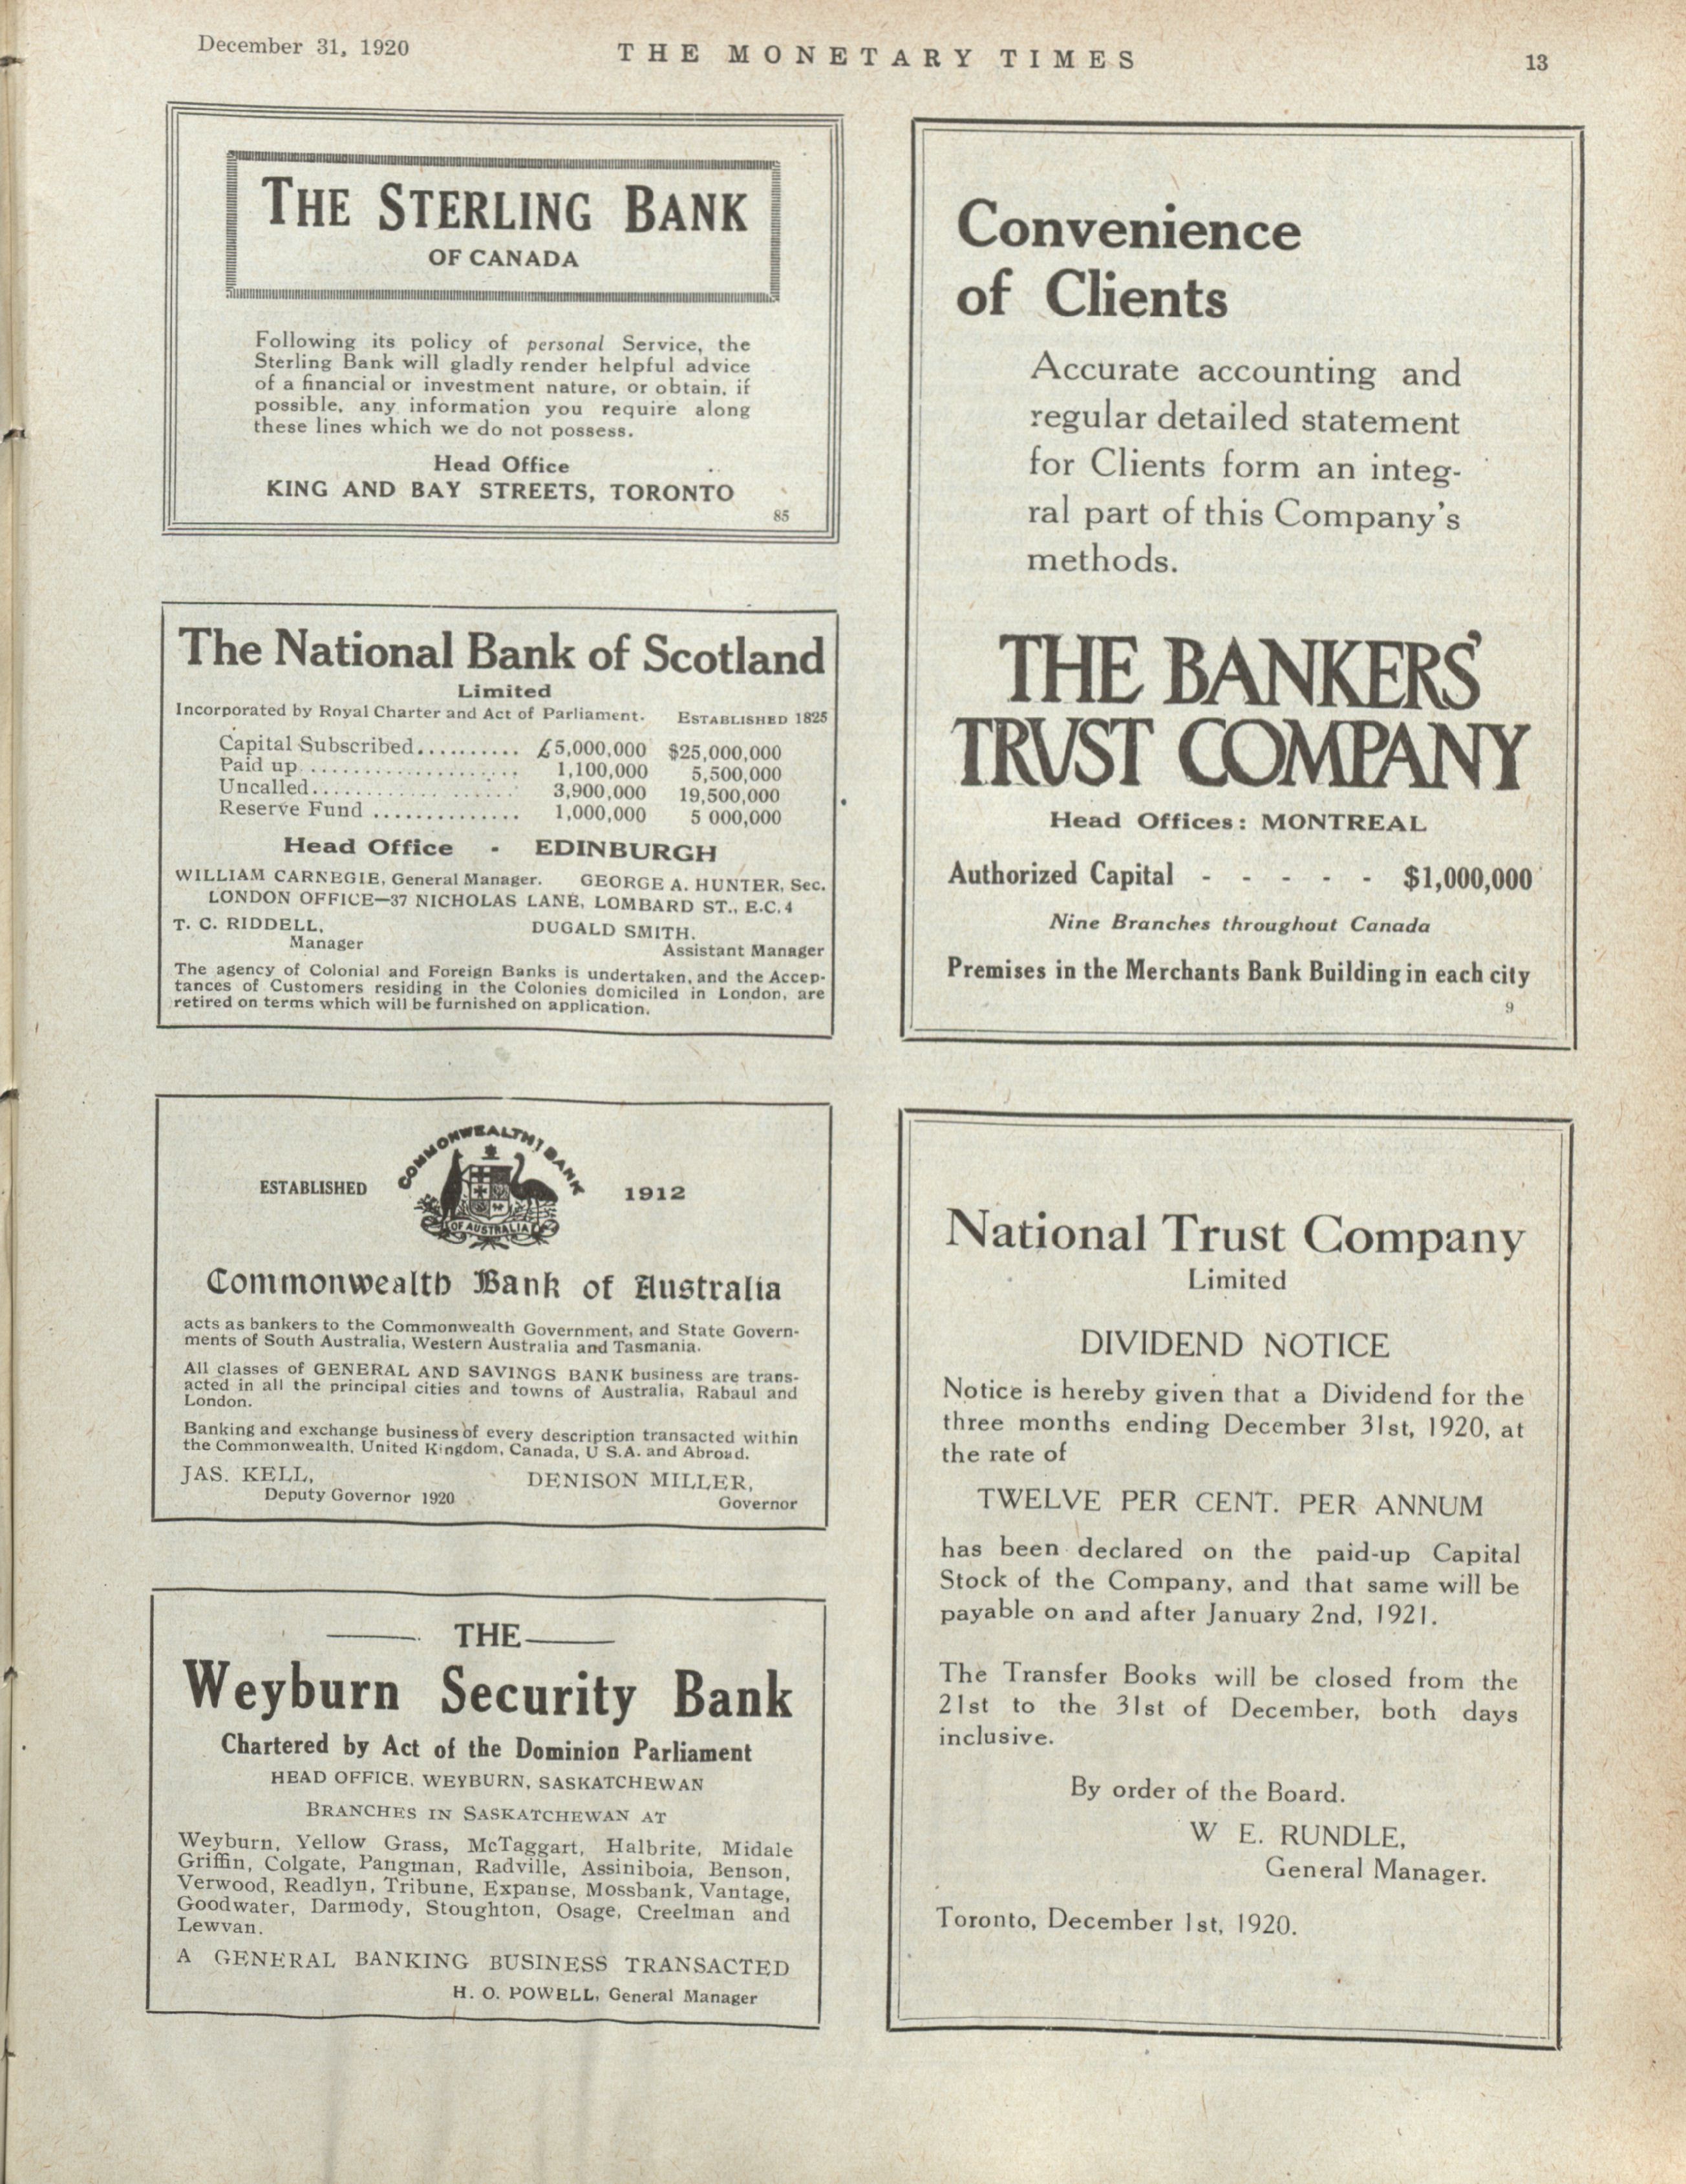 December 31, 1920
THE MONETARY TIMES
13
THE STERLING BANK
OF CANADA
Following its policy of personal Service, the
Sterling Bank will gladly render helpful advice
of a financial or investment nature, or obtain, if
possible, any information you require along
these lines which we do not possess.
Head Office
KING AND BAY STREETS, TORONTO
85
The National Bank of Scotland
Limited
Incorporated by Royal Charter and Act of Parliament. ESTABLISHED 1825
Capital Subscribed.......... £5,000,000 $25,000,000
Paid up .................... 1,100,000 5,500,000
Uncalled.................... 3,900,000 19,500,000
Reserve Fund .............. 1,000,000 5 000,000
Head Office - EDINBURGH
WILLIAM CARNEGIE, General Manager. GEORGE A. HUNTER, Sec.
LONDON OFFICE—37 NICHOLAS LANE, LOMBARD ST., E.C.4
T. C. RIDDELL, DUGALD SMITH,
Manager Assistant Manager
The agency of Colonial and Foreign Banks is undertaken, and the Accep-
tances of Customers residing in the Colonies domiciled in London, are
retired on terms which will be furnished on application.
COMMONWEALTH BANK
OF AUSTRALIA
ESTABLISHED 1912
Commonwealth Bank of Australia
acts as bankers to the Commonwealth Government, and State Govern-
ments of South Australia, Western Australia and Tasmania.
All classes of GENERAL AND SAVINGS BANK business are trans-
acted in all the principal cities and towns of Australia, Rabaul and
London.
Banking and exchange business of every description transacted within
the Commonwealth, United Kingdom, Canada, U S.A. and Abroad.
JAS. KELL, DENISON MILLER,
Deputy Governor 1920 Governor
THE
Weyburn Security Bank
Chartered by Act of the Dominion Parliament
HEAD OFFICE, WEYBURN, SASKATCHEWAN
BRANCHES IN SASKATCHEWAN AT
Weyburn, Yellow Grass, McTaggart, Halbrite, Midale
Griffin, Colgate, Pangman, Radville, Assiniboia, Benson,
Verwood, Readlyn, Tribune, Expanse, Mossbank, Vantage,
Goodwater, Darmody, Stoughton, Osage, Creelman and
Lewvan.
A GENERAL BANKING BUSINESS TRANSACTED
H. O. POWELL, General Manager
Convenience
of Clients
Accurate accounting and
regular detailed statement
for Clients form an integ-
ral part of this Company's
methods.
THE BANKERS'
TRVST COMPANY
Head Offices: MONTREAL
Authorized Capital - - - - - $1,000,000
Nine Branches throughout Canada
Premises in the Merchants Bank Building in each city
9
National Trust Company
Limited
DIVIDEND NOTICE
Notice is hereby given that a Dividend for the
three months ending December 31st, 1920, at
the rate of
TWELVE PER CENT. PER ANNUM
has been declared on the paid-up Capital
Stock of the Company, and that same will be
payable on and after January 2nd, 1921.
The Transfer Books will be closed from the
21st to the 31st of December, both days
inclusive.
By order of the Board.
W E. RUNDLE,
General Manager.
Toronto, December 1st, 1920.